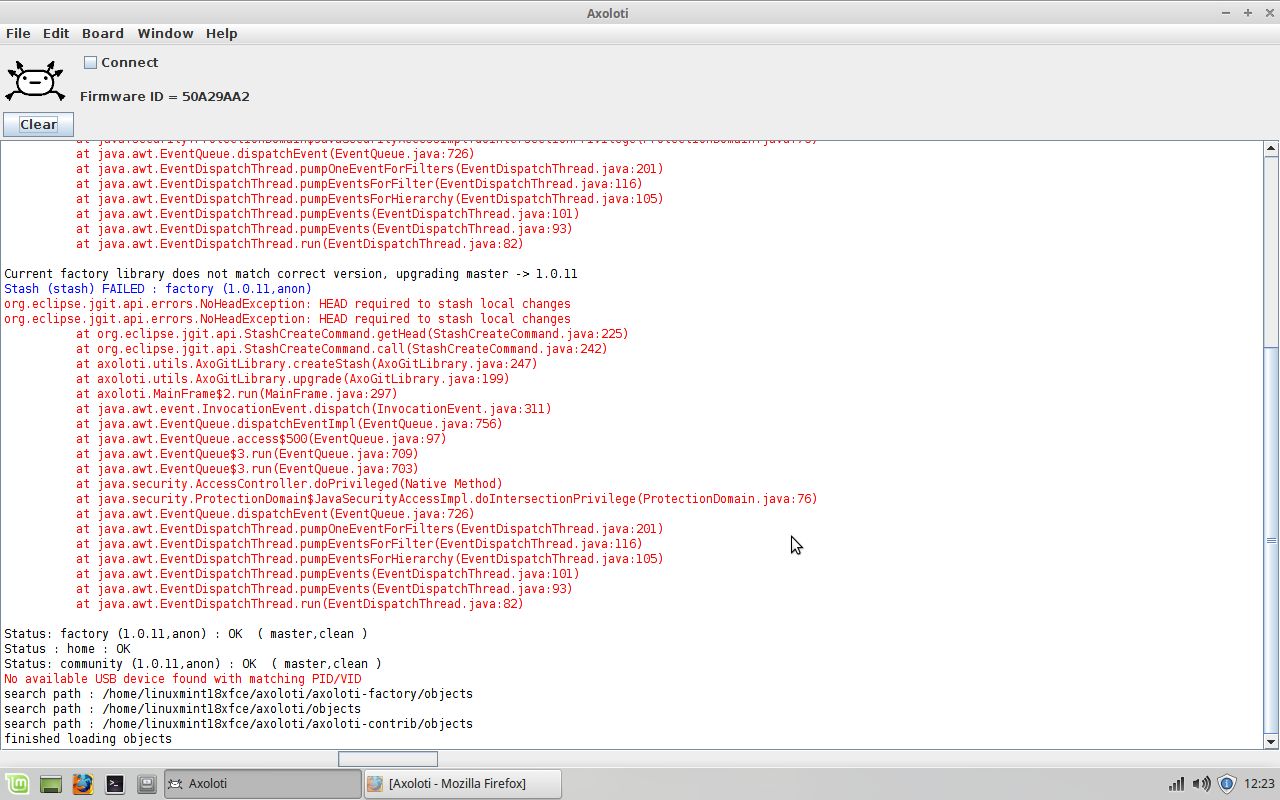 Axoloti
File Edit Board Window Help
Connect
Firmware ID = 50A29AA2
Clear
at java.security.ProtectionDomain$JavaSecurityAccessImpl.doIntersectionPrivilege(ProtectionDomain.java:76)
at java.awt.EventQueue.dispatchEvent(EventQueue.java:726)
at java.awt.EventDispatchThread.pumpOneEventForFilters(EventDispatchThread.java:201)
at java.awt.EventDispatchThread.pumpEventsForFilter(EventDispatchThread.java:116)
at java.awt.EventDispatchThread.pumpEventsForHierarchy(EventDispatchThread.java:105)
at java.awt.EventDispatchThread.pumpEvents(EventDispatchThread.java:101)
at java.awt.EventDispatchThread.pumpEvents(EventDispatchThread.java:93)
at java.awt.EventDispatchThread.run(EventDispatchThread.java:82)
Current factory library does not match correct version, upgrading master -> 1.0.11
Stash (stash) FAILED : factory (1.0.11,anon)
org.eclipse.jgit.api.errors.NoHeadException: HEAD required to stash local changes
org.eclipse.jgit.api.errors.NoHeadException: HEAD required to stash local changes
at org.eclipse.jgit.api.StashCreateCommand.getHead(StashCreateCommand.java:225)
at org.eclipse.jgit.api.StashCreateCommand.call(StashCreateCommand.java:242)
at axoloti.utils.AxoGitLibrary.createStash(AxoGitLibrary.java:247)
at axoloti.utils.AxoGitLibrary.upgrade(AxoGitLibrary.java:199)
at axoloti.MainFrame$2.run(MainFrame.java:297)
at java.awt.event.InvocationEvent.dispatch(InvocationEvent.java:311)
at java.awt.EventQueue.dispatchEventImpl(EventQueue.java:756)
at java.awt.EventQueue.access$500(EventQueue.java:97)
at java.awt.EventQueue$3.run(EventQueue.java:709)
at java.awt.EventQueue$3.run(EventQueue.java:703)
at java.security.AccessController.doPrivileged(Native Method)
at java.security.ProtectionDomain$JavaSecurityAccessImpl.doIntersectionPrivilege(ProtectionDomain.java:76)
at java.awt.EventQueue.dispatchEvent(EventQueue.java:726)
at java.awt.EventDispatchThread.pumpOneEventForFilters(EventDispatchThread.java:201)
at java.awt.EventDispatchThread.pumpEventsForFilter(EventDispatchThread.java:116)
at java.awt.EventDispatchThread.pumpEventsForHierarchy(EventDispatchThread.java:105)
at java.awt.EventDispatchThread.pumpEvents(EventDispatchThread.java:101)
at java.awt.EventDispatchThread.pumpEvents(EventDispatchThread.java:93)
at java.awt.EventDispatchThread.run(EventDispatchThread.java:82)
Status: factory (1.0.11,anon) : OK  ( master,clean )
Status : home : OK
Status: community (1.0.11,anon) : OK  ( master,clean )
No available USB device found with matching PID/VID
search path : /home/linuxmint18xfce/axoloti/axoloti-factory/objects
search path : /home/linuxmint18xfce/axoloti/objects
search path : /home/linuxmint18xfce/axoloti/axoloti-contrib/objects
finished loading objects
Axoloti [Axoloti - Mozilla Firefox] 12:23